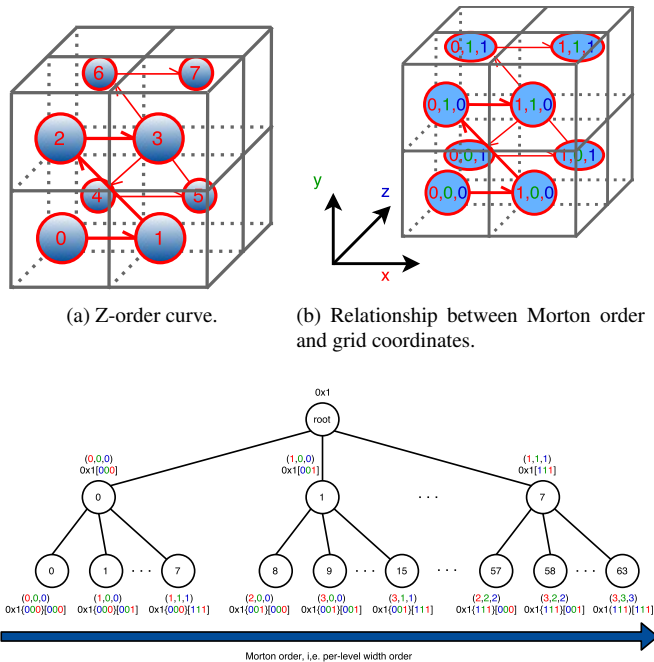 6 7
2 3
4 5
0 1
(a) Z-order curve.
0,1,1 1,1,1
0,1,0 1,1,0
0,0,1 1,0,1
0,0,0 1,0,0
y
z
x
(b) Relationship between Morton order
and grid coordinates.
0x1
root
(0,0,0) (1,0,0) (1,1,1)
0x1[000] 0x1[001] 0x1[111]
0 1 . . . 7
0 1 . . . 7 8 9 . . . 15 . . . 57 58 . . . 63
(0,0,0) (1,0,0) (1,1,1) (2,0,0) (3,0,0) (3,1,1) (2,2,2) (3,2,2) (3,3,3)
0x1{000}[000] 0x1{000}[001] 0x1{000}[111] 0x1{001}[000] 0x1{001}[001] 0x1{001}[111] 0x1{111}[000] 0x1{111}[001] 0x1{111}[111]
Morton order, i.e. per-level width order